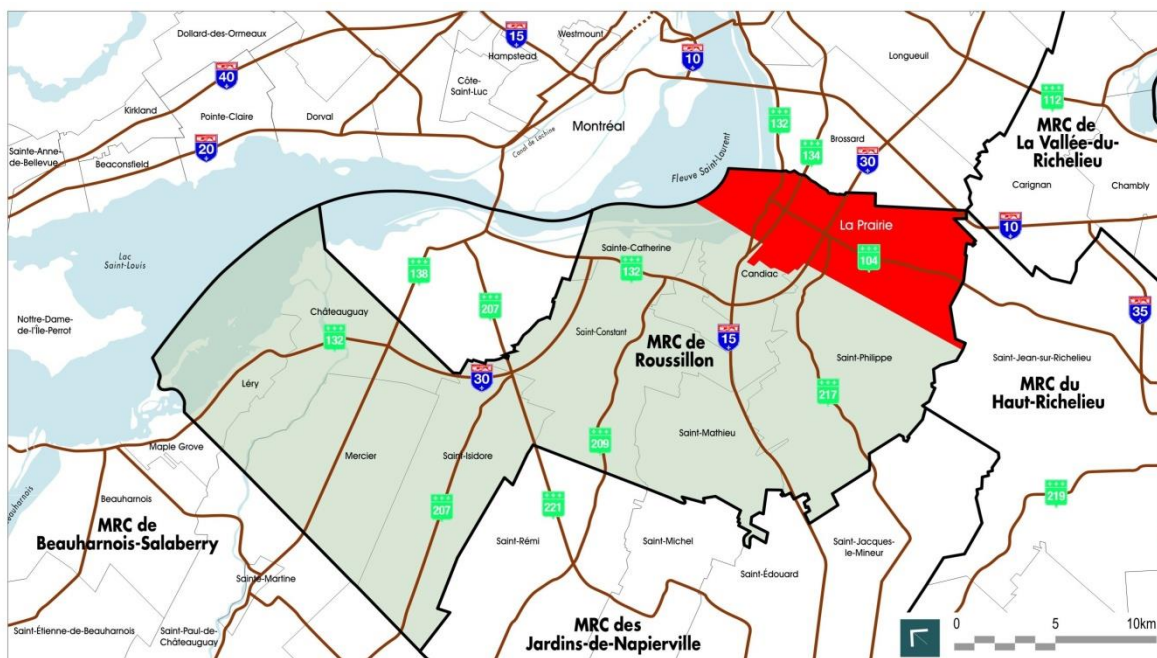 Dollard-des-Ormeaux
15
Westmount
Hampstead
10
Longueuil
40
Côte-
Saint-Luc
112
Kirkland
Pointe-Claire
Dorval
Montréal
Canal de Lachine
132
134
Brossard
MRC de
La Vallée-du-
Richelieu
20
Sainte-Anne-
de-Bellevue
Beaconsfield
Fleuve Saint-Laurent
30
Carignan
Chambly
La Prairie
10
Lac
Saint-Louis
138
Sainte-Catherine
132
Candiac
104
Notre-Dame-
de-l'Île-Perrot
Châteauguay
207
35
132
Saint-Constant
MRC de
Roussillon
15
Saint-Philippe
Saint-Jean-sur-Richelieu
Léry
30
217
MRC du
Haut-Richelieu
Maple Grove
Mercier
Saint-Isidore
209
Saint-Mathieu
Beauharnois
MRC de
Beauharnois-Salaberry
207
221
219
Saint-Rémi
Saint-Michel
Saint-Jacques-
le-Mineur
Sainte-Martine
Saint-Édouard
Saint-Étienne-de-Beauharnois
Saint-Paul-de-
Châteauguay
MRC des
Jardins-de-Napierville
0 5 10km